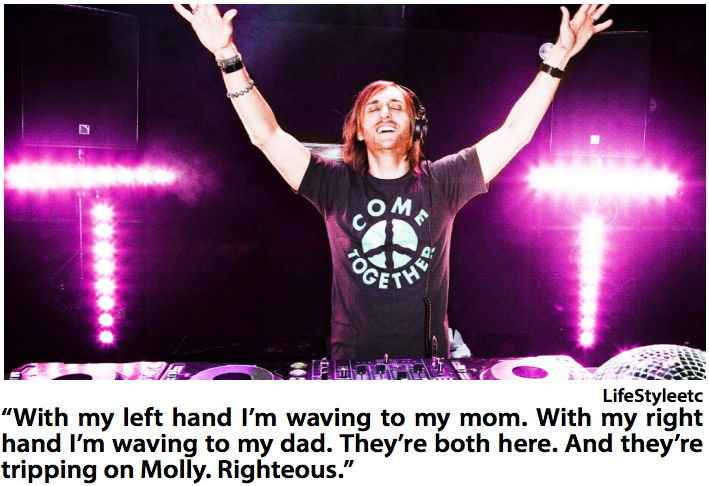 COME
TOGETHER
LifeStyleetc
“With my left hand I’m waving to my mom. With my right
hand I’m waving to my dad. They’re both here. And they’re
tripping on Molly. Righteous.”